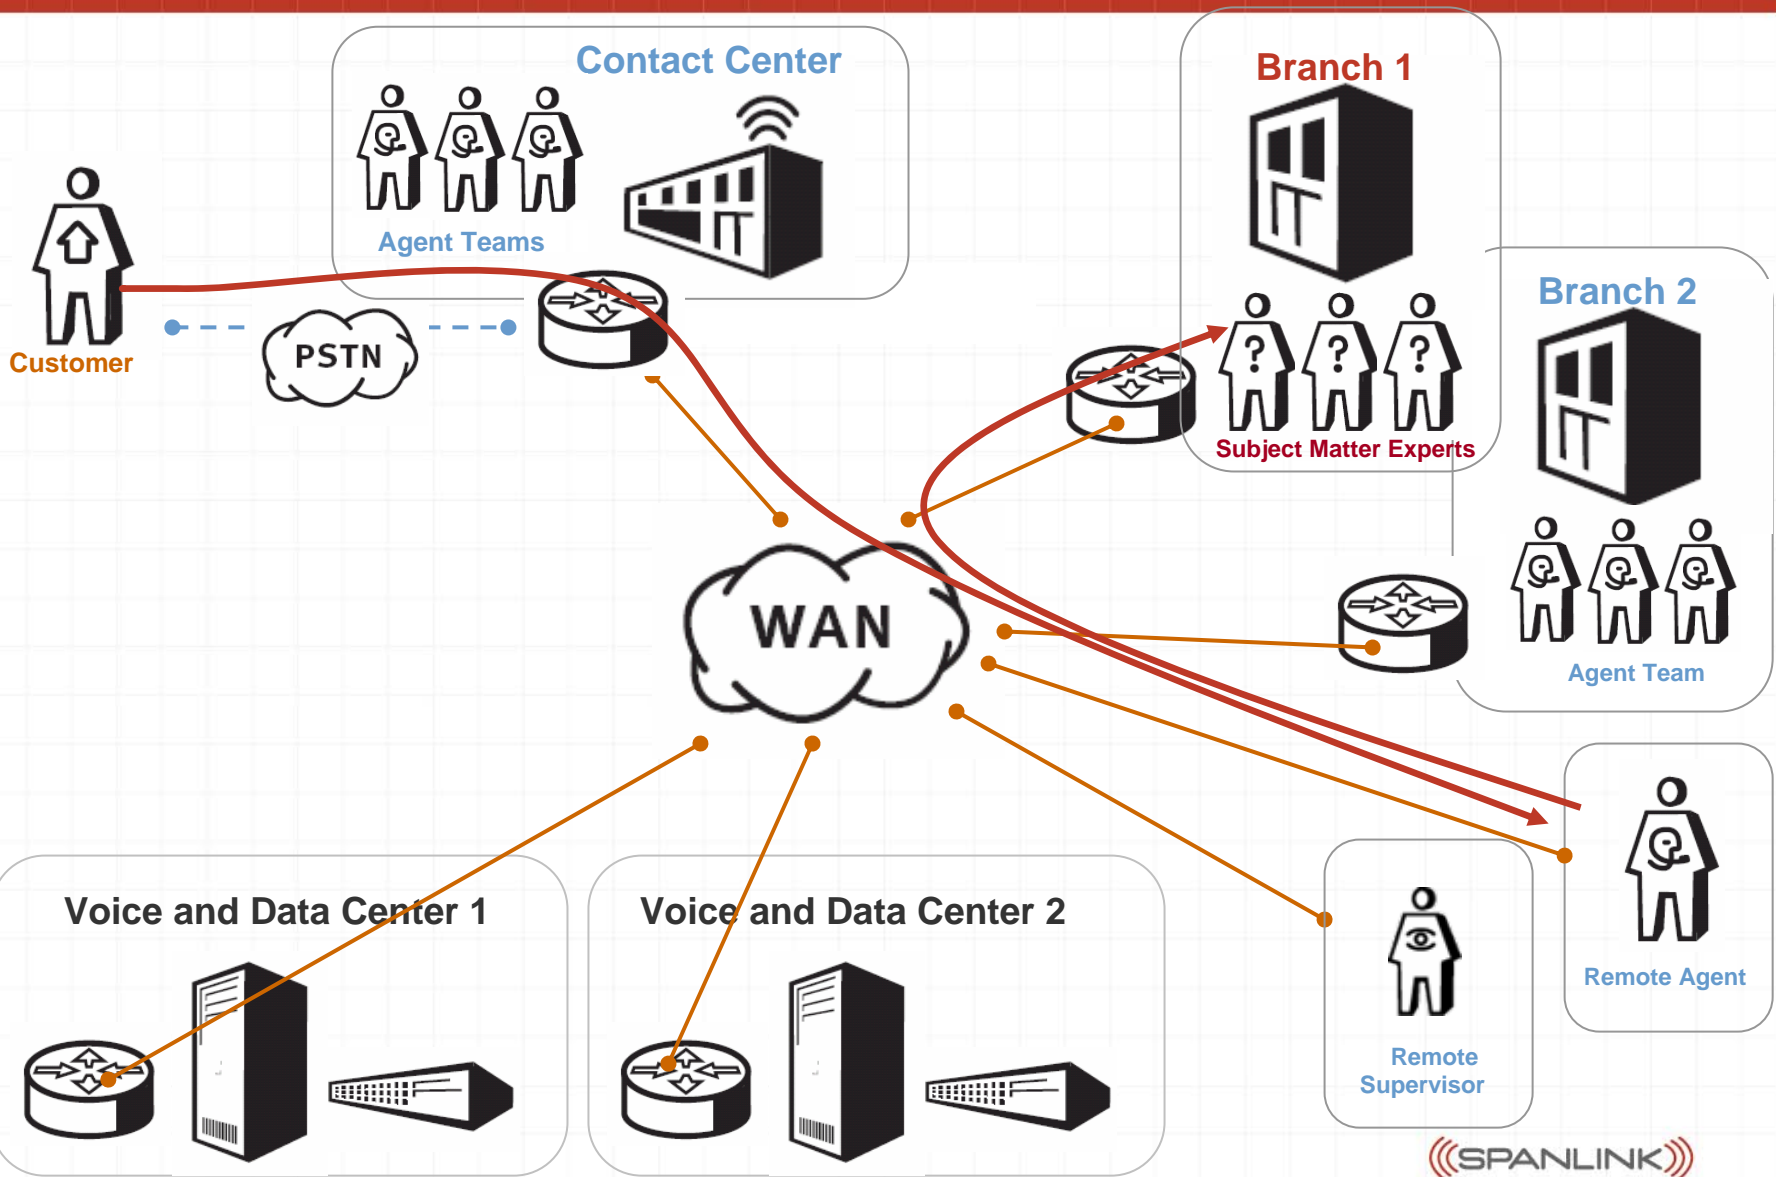 Contact Center
Agent Teams
Customer
PSTN
Branch 1
? ? ?
Subject Matter Experts
Branch 2
Agent Team
WAN
Voice and Data Center 1
Voice and Data Center 2
Remote
Supervisor
Remote Agent
SPANLINK